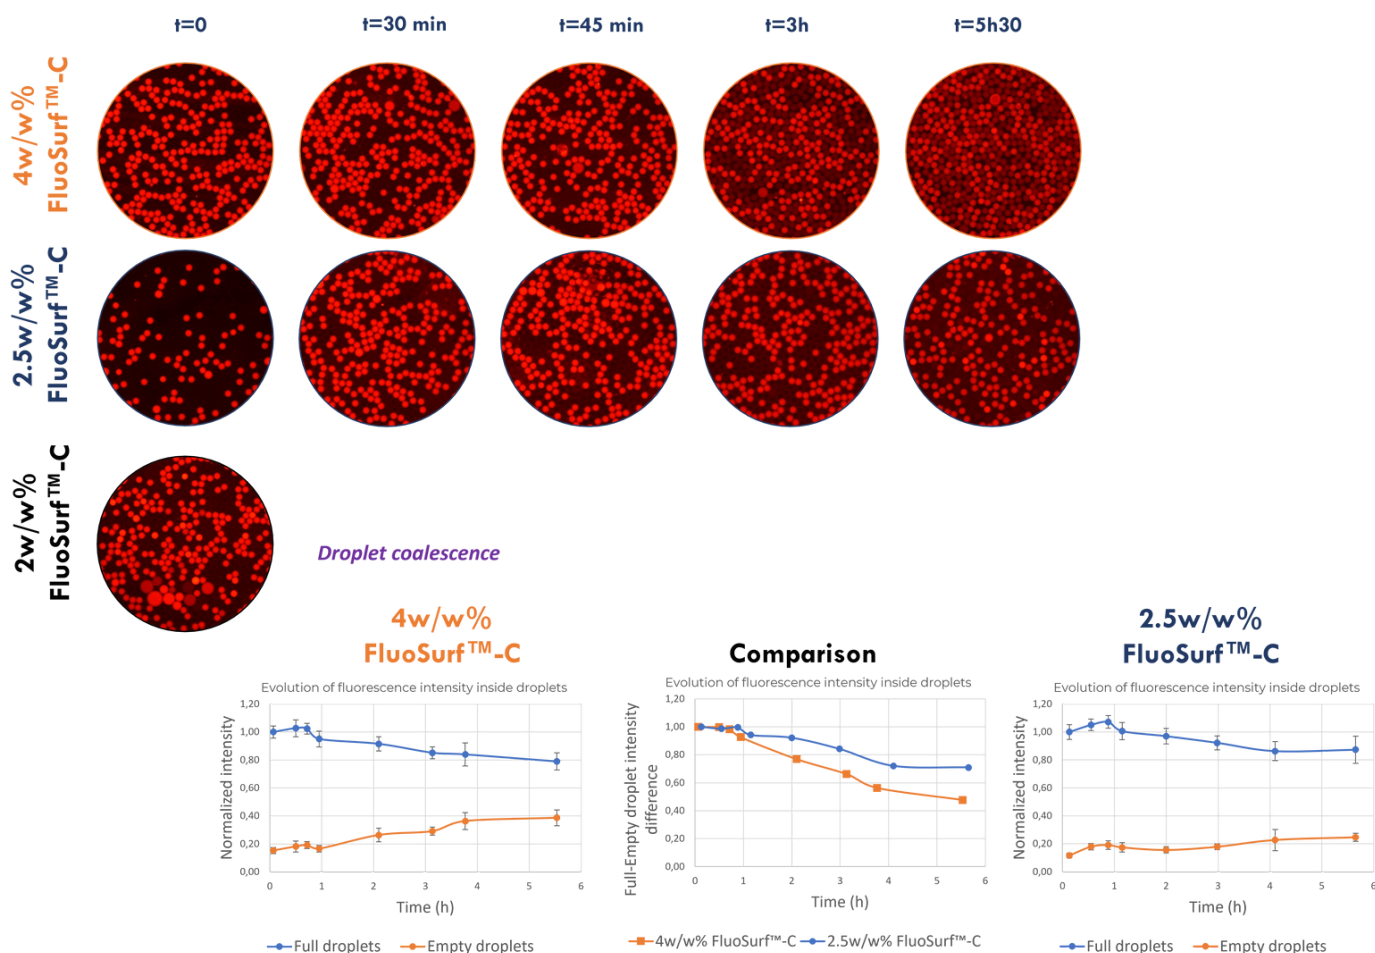 t=0
t=30 min
t=45 min
t=3h
t=5h30
4w/w%
FluoSurf™-C
2.5w/w%
FluoSurf™-C
2w/w%
FluoSurf™-C
Droplet coalescence
4w/w%
FluoSurf™-C
Evolution of fluorescence intensity inside droplets
Normalized intensity
1,20
1,00
0,80
0,60
0,40
0,20
0,00
0 1 2 3 4 5 6
Time (h)
Full droplets Empty droplets
Comparison
Evolution of fluorescence intensity inside droplets
Full-Empty droplet intensity
difference
1,20
1,00
0,80
0,60
0,40
0,20
0,00
0 1 2 3 4 5 6
Time (h)
4w/w% FluoSurf™-C 2.5w/w% FluoSurf™-C
2.5w/w%
FluoSurf™-C
Evolution of fluorescence intensity inside droplets
Normalized intensity
1,20
1,00
0,80
0,60
0,40
0,20
0,00
0 1 2 3 4 5 6
Time (h)
Full droplets Empty droplets